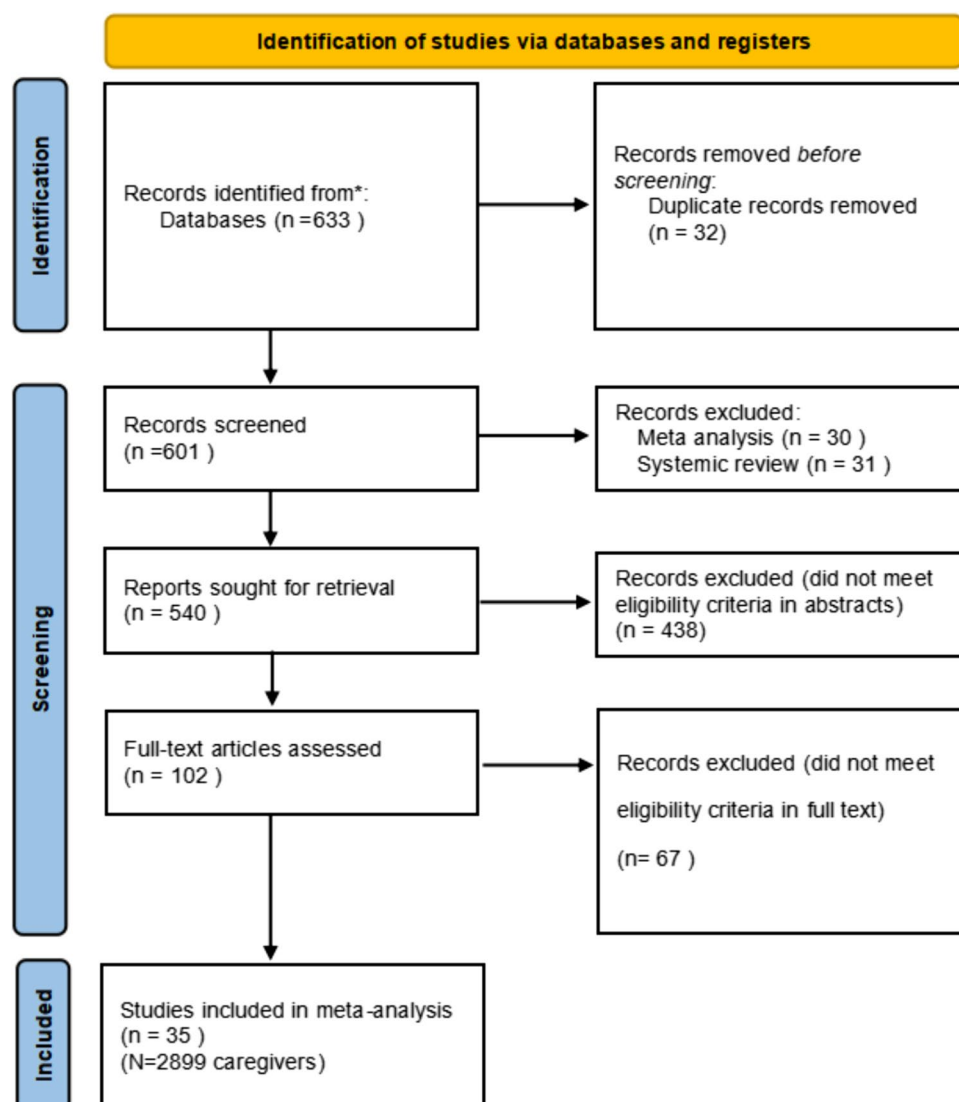 Identification of studies via databases and registers
Identification
Records identified from*:
Databases (n =633 )
Records removed before
screening:
Duplicate records removed
(n = 32)
Screening
Records screened
(n =601 )
Records excluded:
Meta analysis (n = 30 )
Systemic review (n = 31 )
Reports sought for retrieval
(n = 540 )
Records excluded (did not meet
eligibility criteria in abstracts)
(n = 438)
Full-text articles assessed
(n = 102 )
Records excluded (did not meet
eligibility criteria in full text)
(n= 67 )
Included
Studies included in meta-analysis
(n = 35 )
(N=2899 caregivers)